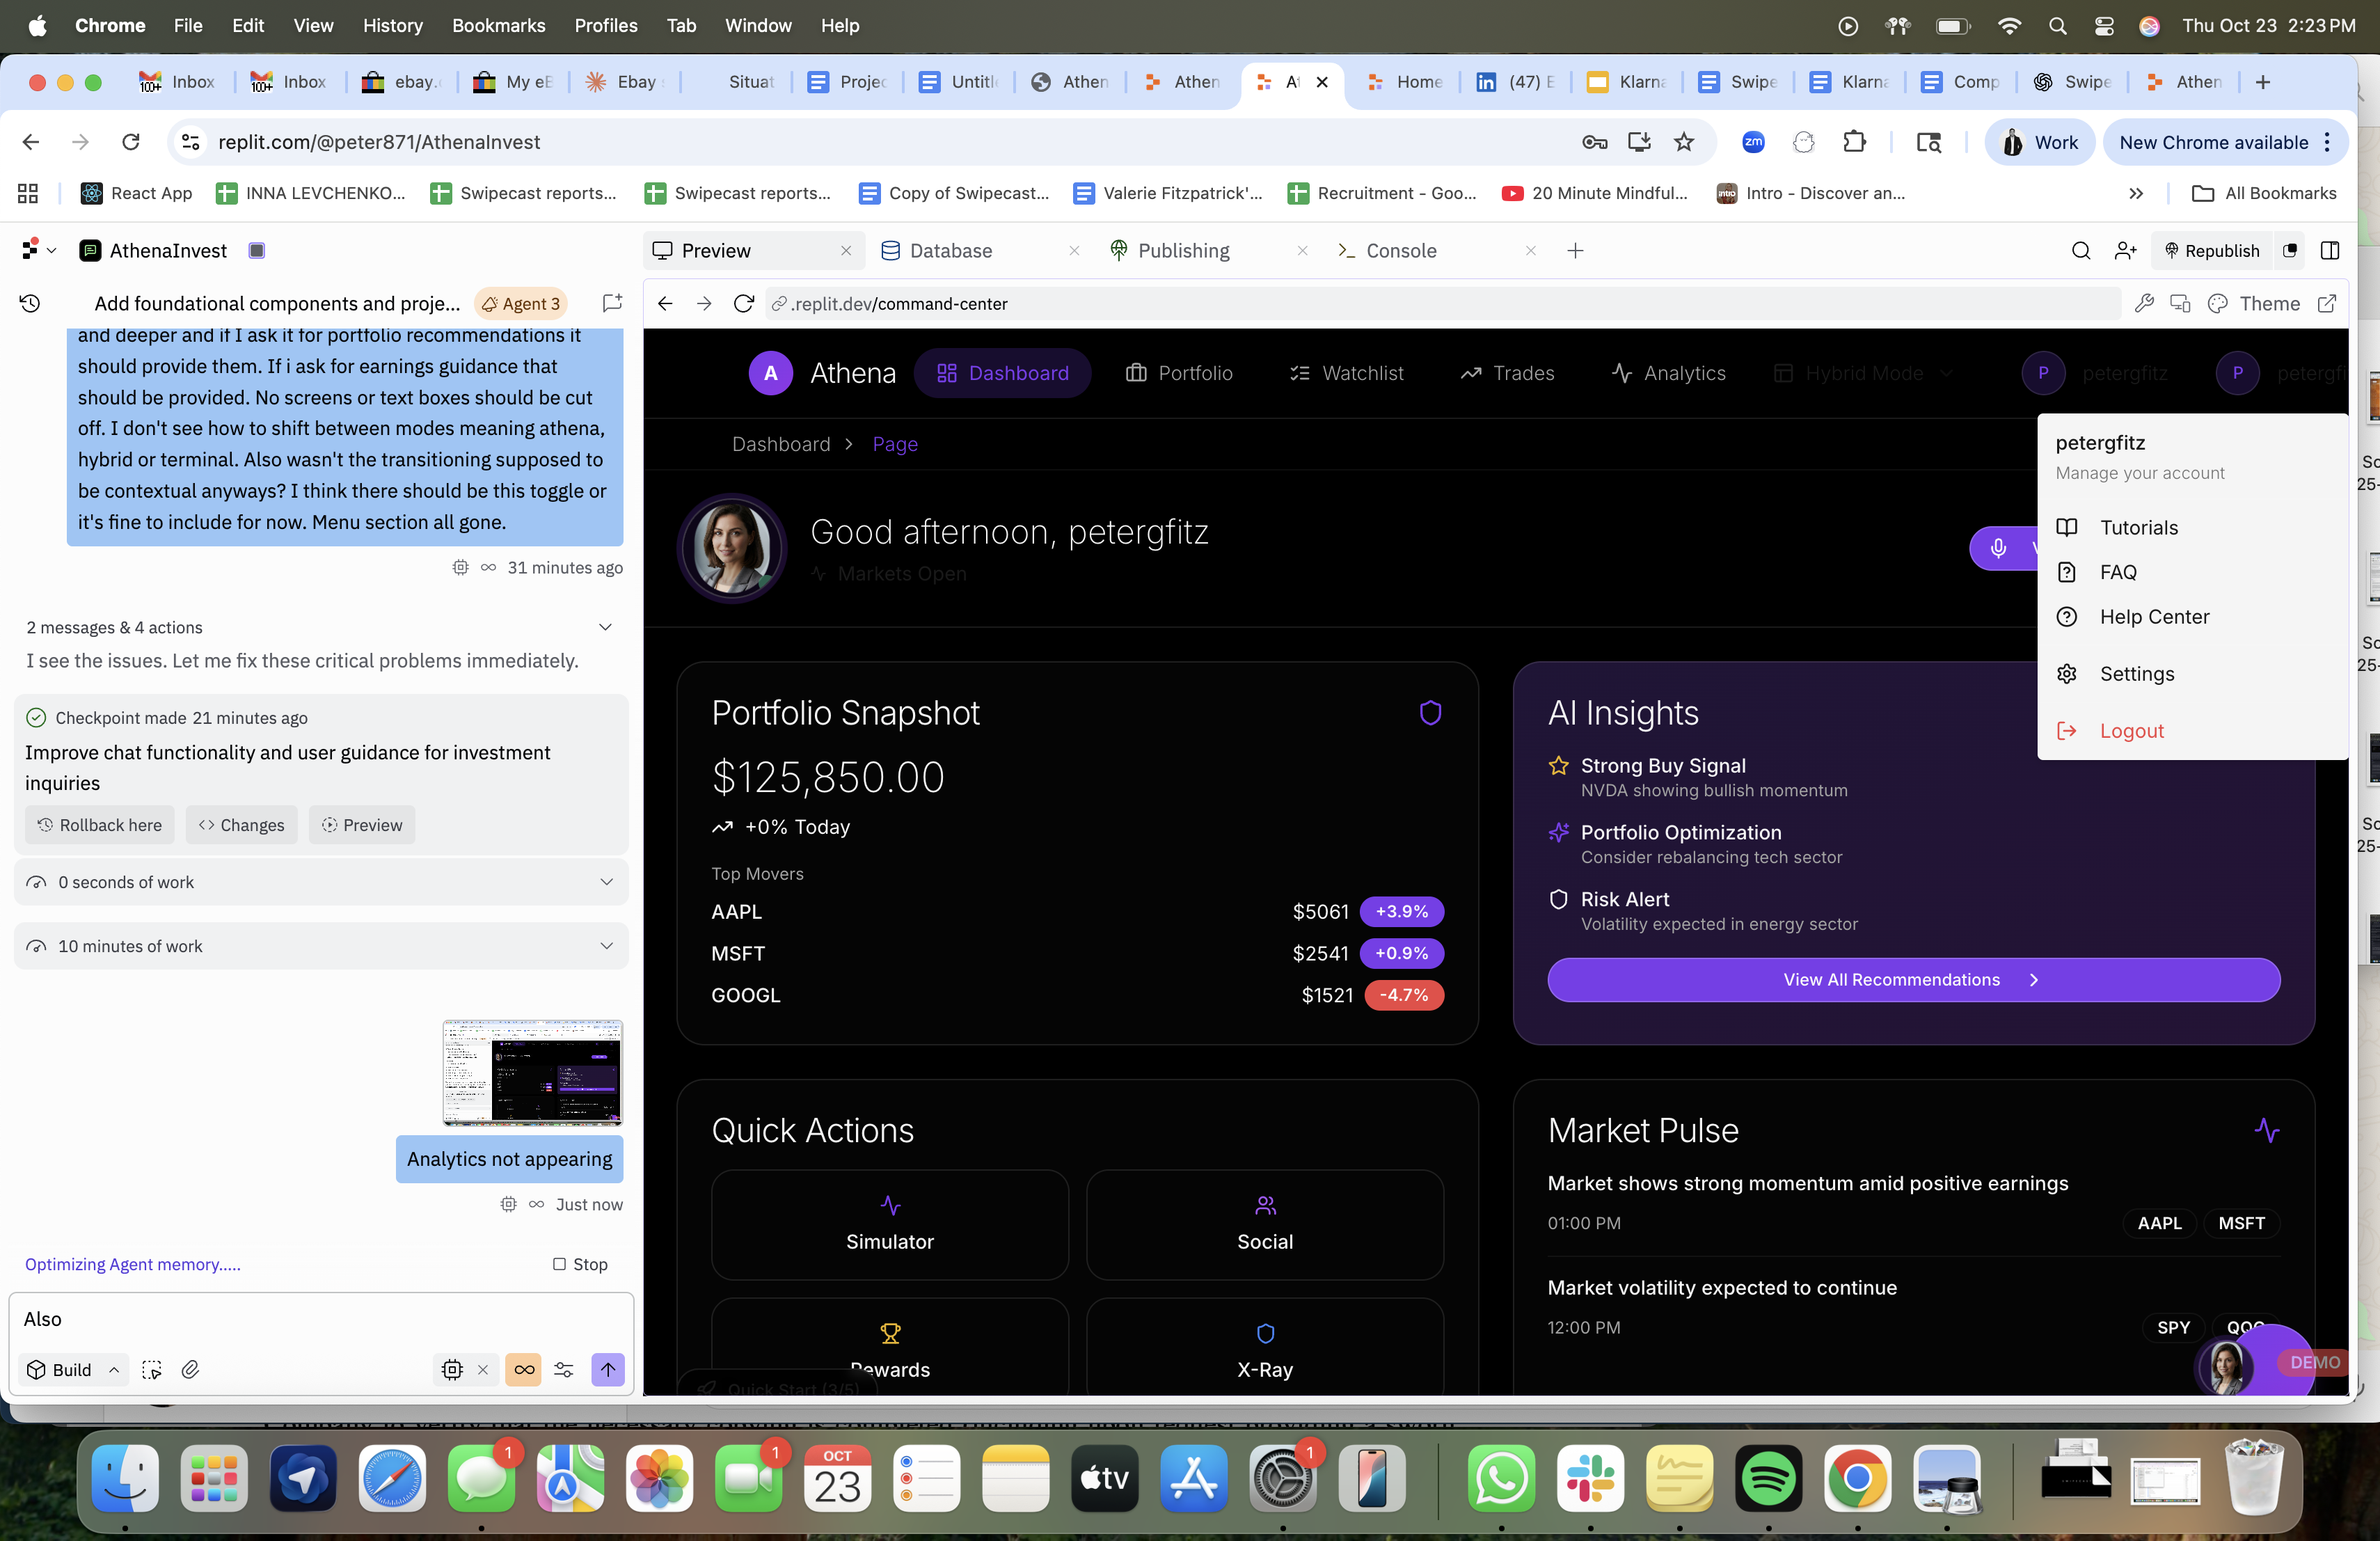 Chrome File Edit View History Bookmarks Profiles Tab Window Help
Thu Oct 23 2:23 PM
100+ Inbox
100+ Inbox
ebay.
My eB
Ebay
Situat
Projec
Untitl
Athen
Athen
At
Home
(47) E
Klarna
Swipe
Klarna
Comp
Swipe
Athen
replit.com/@peter871/AthenaInvest
zm
Work
New Chrome available
React App
INNA LEVCHENKO...
Swipecast reports...
Swipecast reports...
Copy of Swipecast...
Valerie Fitzpatrick'...
Recruitment - Goo...
20 Minute Mindful...
Intro - Discover an...
All Bookmarks
AthenaInvest
Preview
Database
Publishing
Console
Republish
Add foundational components and proje...
Agent 3
.replit.dev/command-center
Theme
and deeper and if I ask it for portfolio recommendations it
should provide them. If i ask for earnings guidance that
should be provided. No screens or text boxes should be cut
off. I don't see how to shift between modes meaning athena,
hybrid or terminal. Also wasn't the transitioning supposed to
be contextual anyways? I think there should be this toggle or
it's fine to include for now. Menu section all gone.
31 minutes ago
2 messages & 4 actions
I see the issues. Let me fix these critical problems immediately.
Checkpoint made 21 minutes ago
Improve chat functionality and user guidance for investment
inquiries
Rollback here
Changes
Preview
0 seconds of work
10 minutes of work
Analytics not appearing
Just now
Optimizing Agent memory.....
Stop
Also
Build
A Athena
Dashboard
Portfolio
Watchlist
Trades
Analytics
Hybrid Mode
P petergfitz
P petergfi
Dashboard > Page
Good afternoon, petergfitz
Markets Open
petergfitz
Manage your account
Tutorials
FAQ
Help Center
Settings
Logout
Portfolio Snapshot
$125,850.00
+0% Today
Top Movers
AAPL $5061 +3.9%
MSFT $2541 +0.9%
GOOGL $1521 -4.7%
AI Insights
Strong Buy Signal
NVDA showing bullish momentum
Portfolio Optimization
Consider rebalancing tech sector
Risk Alert
Volatility expected in energy sector
View All Recommendations
Quick Actions
Simulator
Social
Rewards
X-Ray
Quick Start (3/5)
Market Pulse
Market shows strong momentum amid positive earnings
01:00 PM
AAPL MSFT
Market volatility expected to continue
12:00 PM
SPY QQQ
DEMO
1
1
OCT
23
tv
1